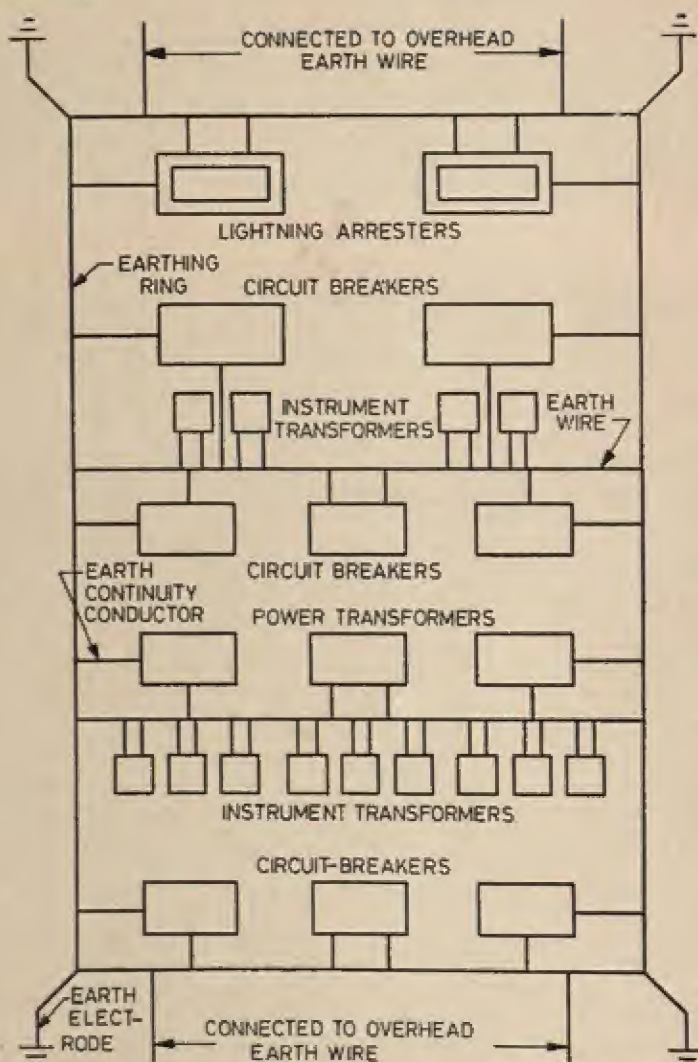 CONNECTED TO OVERHEAD
EARTH WIRE
LIGHTNING ARRESTERS
EARTHING
RING
CIRCUIT BREAKERS
INSTRUMENT
TRANSFORMERS
EARTH
WIRE
CIRCUIT BREAKERS
EARTH
CONTINUITY
CONDUCTOR
POWER TRANSFORMERS
INSTRUMENT TRANSFORMERS
CIRCUIT-BREAKERS
EARTH
ELECT-
RODE
CONNECTED TO OVERHEAD
EARTH WIRE